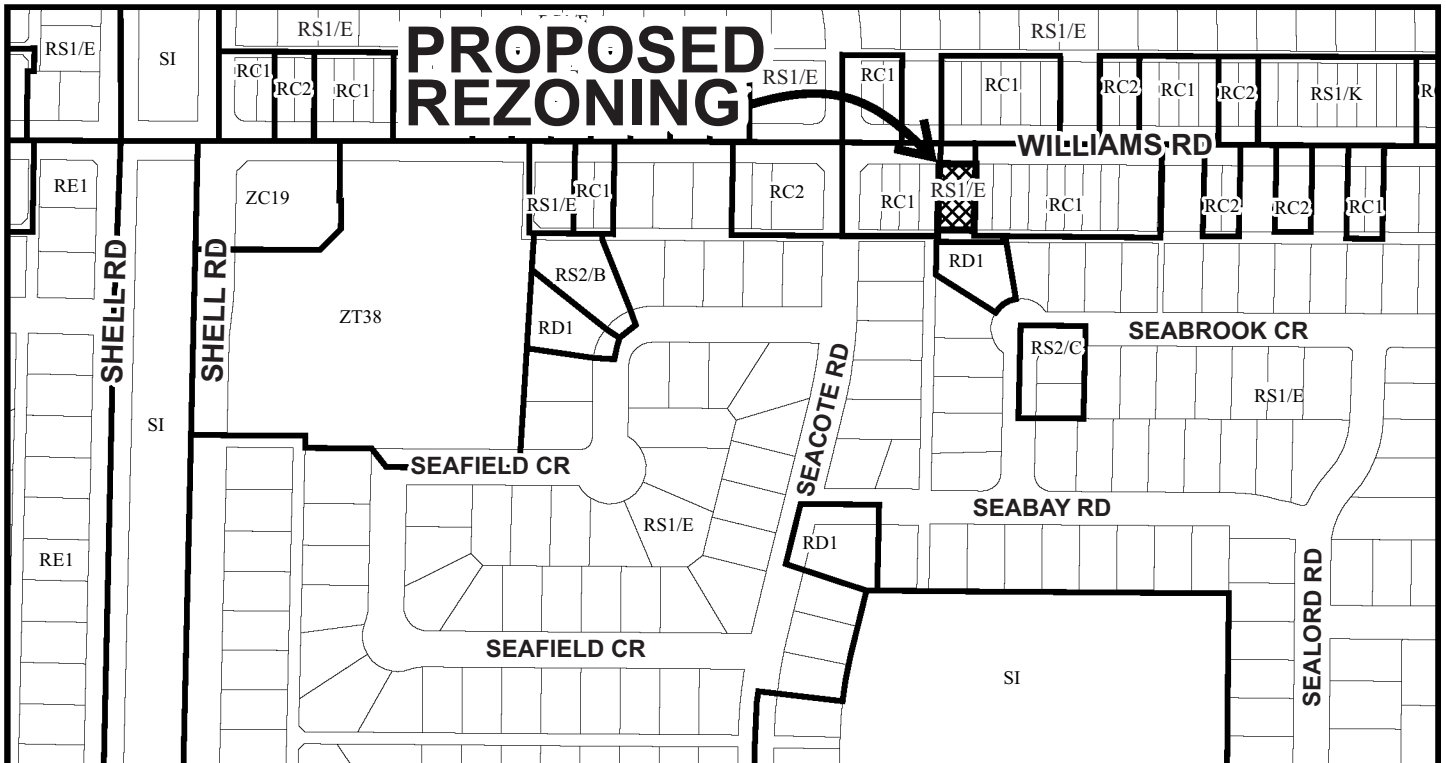 RS1/E
SI
RS1/E
RS1/E
PROPOSED
REZONING
RC1
RC2
RC1
RS1/E
RC1
RC1
RC2
RC1
RC2
RS1/K
WILLIAMS RD
RE1
ZC19
RS1/E
RC1
RC2
RC1
RS1/E
RC1
RC2
RC2
RC1
SHELL RD
SHELL RD
RS2/B
RD1
RD1
ZT38
SEABROOK CR
RS2/C
RS1/E
SEACOTE RD
SI
SEAFIELD CR
SEABAY RD
RS1/E
RD1
RE1
SEALORD RD
SEAFIELD CR
SI